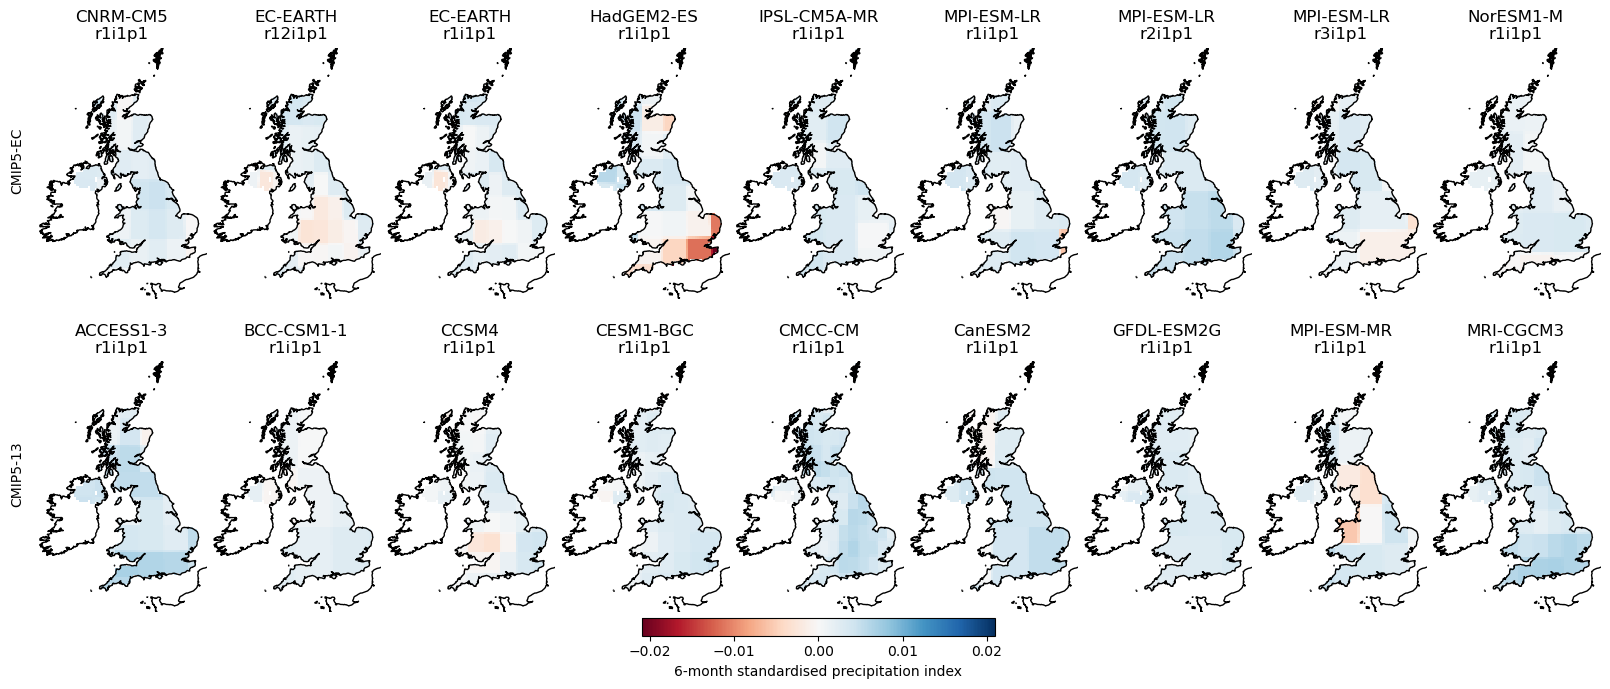 CNRM-CM5 EC-EARTH EC-EARTH HadGEM2-ES IPSL-CM5A-MR MPI-ESM-LR MPI-ESM-LR MPI-ESM-LR NorESM1-M
r1i1p1 r12i1p1 r1i1p1 r1i1p1 r1i1p1 r1i1p1 r2i1p1 r3i1p1 r1i1p1
CMIP5-EC
ACCESS1-3 BCC-CSM1-1 CCSM4 CESM1-BGC CMCC-CM CanESM2 GFDL-ESM2G MPI-ESM-MR MRI-CGCM3
r1i1p1 r1i1p1 r1i1p1 r1i1p1 r1i1p1 r1i1p1 r1i1p1 r1i1p1 r1i1p1
CMIP5-13
−0.02 −0.01 0.00 0.01 0.02
6-month standardised precipitation index